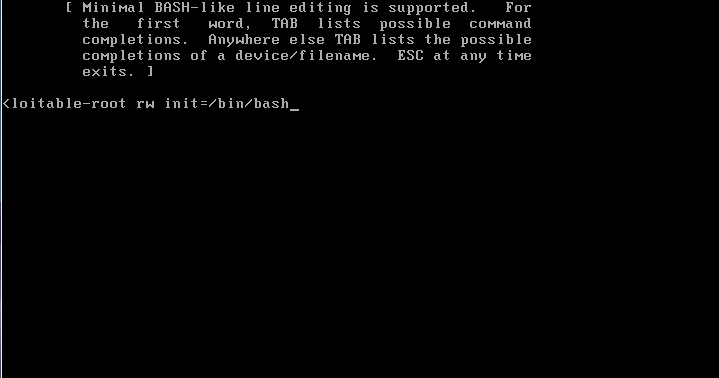 [ Minimal BASH-like line editing is supported. For
the first word, TAB lists possible command
completions. Anywhere else TAB lists the possible
completions of a device/filename. ESC at any time
exits. ]
<loitable-root rw init=/bin/bash_